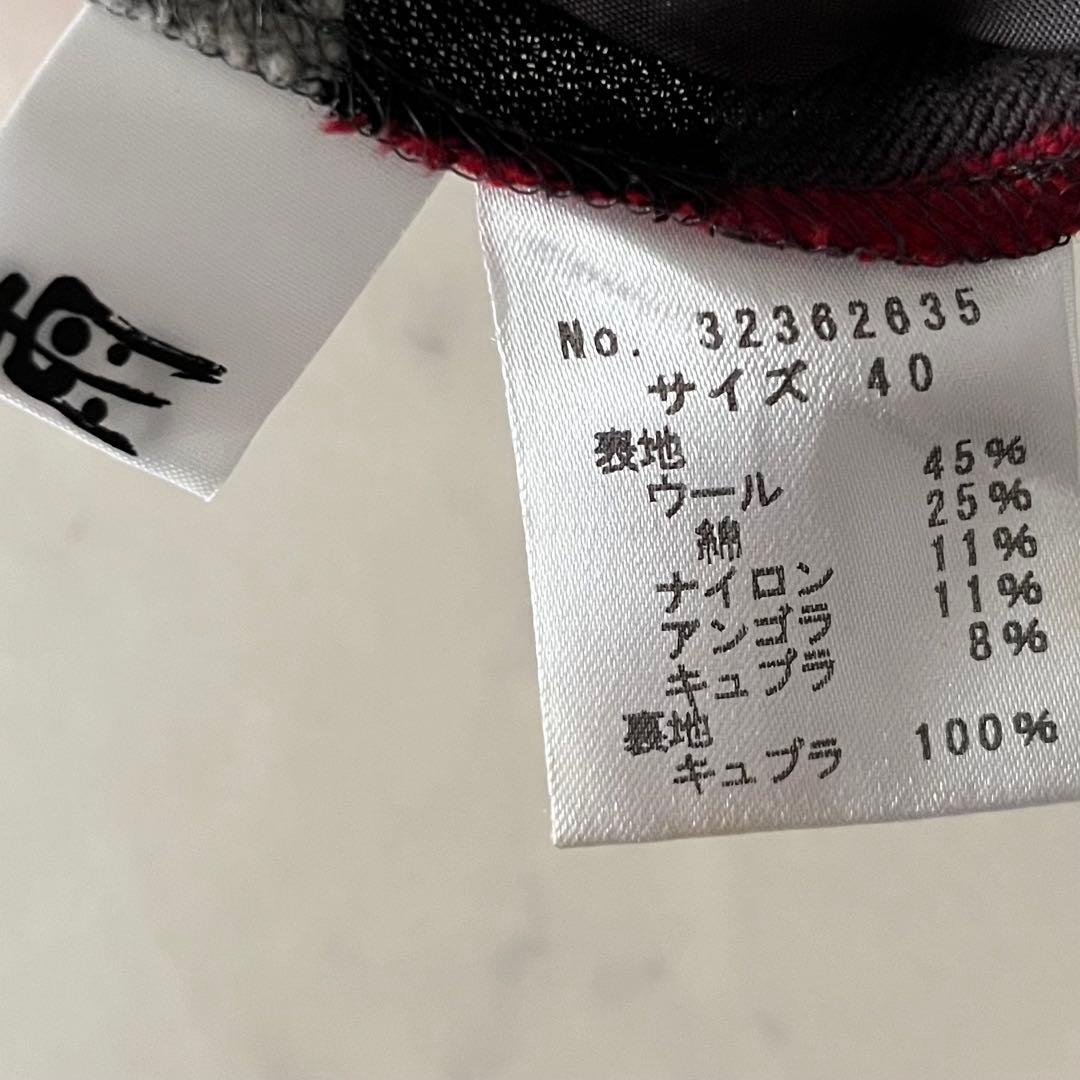 No. 32362635
サイズ 40
表地
ウール 45%
綿 25%
ナイロン 11%
アンゴラ 11%
キュプラ 8%
裏地
キュプラ 100%